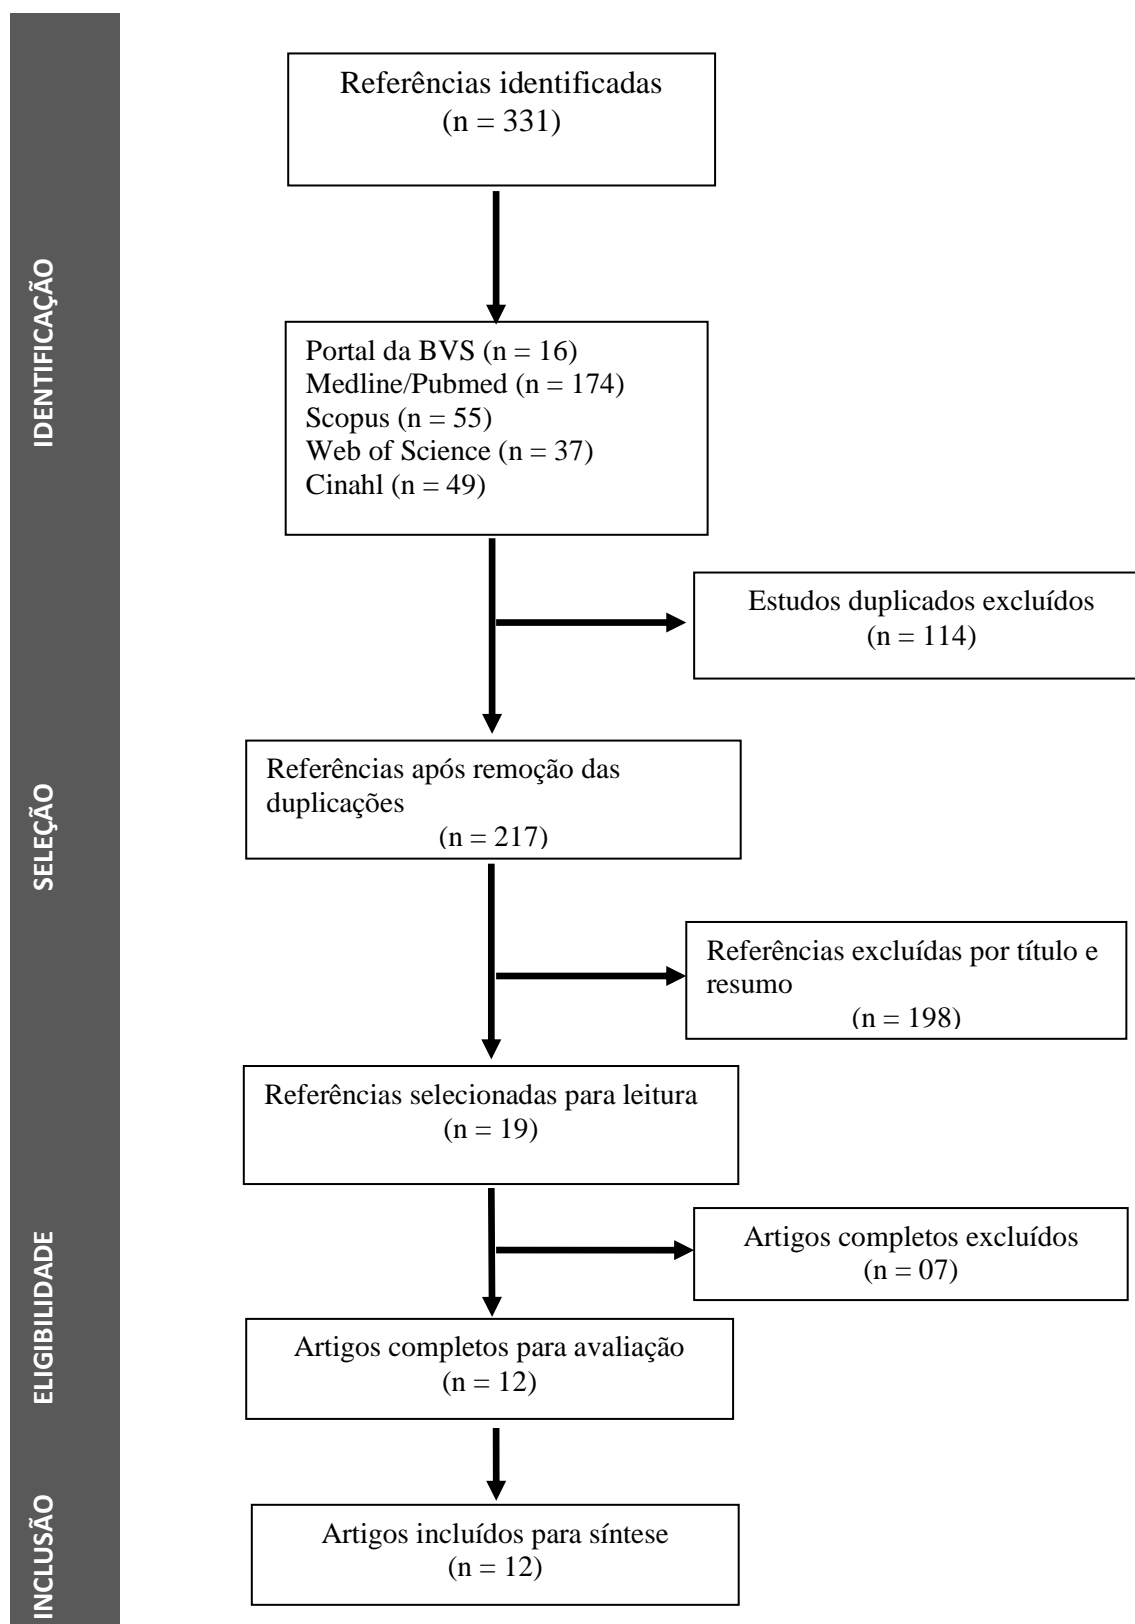 IDENTIFICAÇÃO
Referências identificadas
(n = 331)
Portal da BVS (n = 16)
Medline/Pubmed (n = 174)
Scopus (n = 55)
Web of Science (n = 37)
Cinahl (n = 49)
Estudos duplicados excluídos
(n = 114)
SELEÇÃO
Referências após remoção das
duplicações
(n = 217)
Referências excluídas por título e
resumo
(n = 198)
Referências selecionadas para leitura
(n = 19)
ELIGIBILIDADE
Artigos completos excluídos
(n = 07)
Artigos completos para avaliação
(n = 12)
INCLUSÃO
Artigos incluídos para síntese
(n = 12)